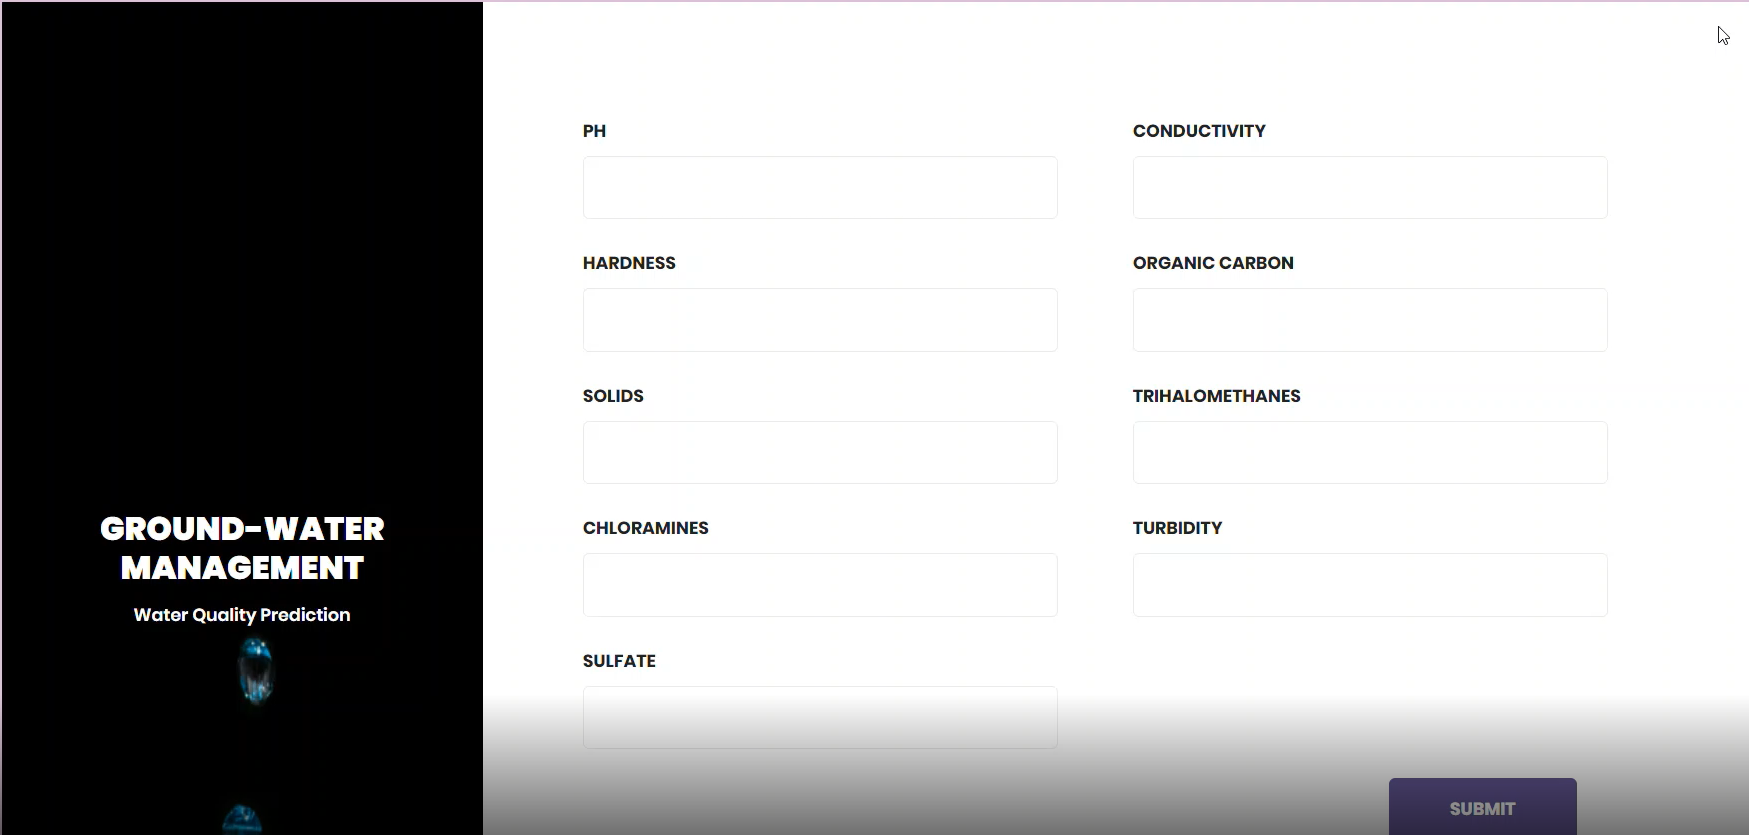 GROUND-WATER
MANAGEMENT
Water Quality Prediction
PH
CONDUCTIVITY
HARDNESS
ORGANIC CARBON
SOLIDS
TRIHALOMETHANES
CHLORAMINES
TURBIDITY
SULFATE
SUBMIT